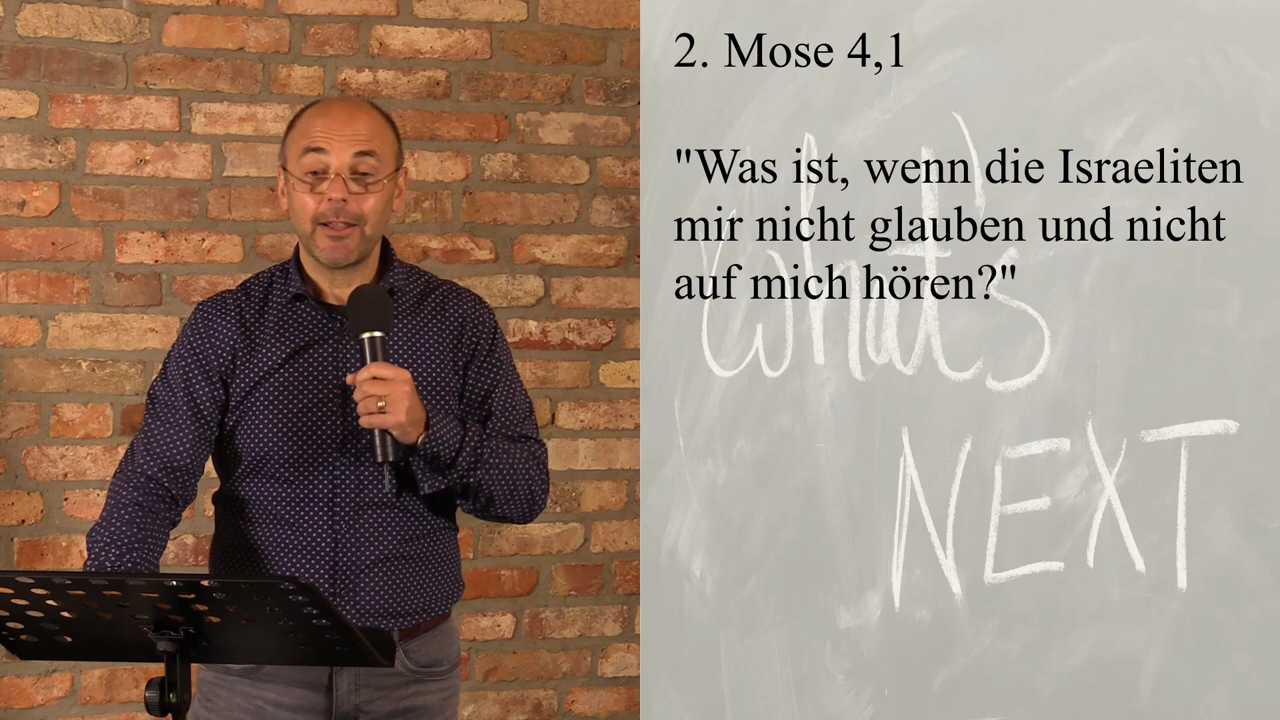 2. Mose 4,1
"Was ist, wenn die Israeliten
mir nicht glauben und nicht
auf mich hören?"
What's
NEXT